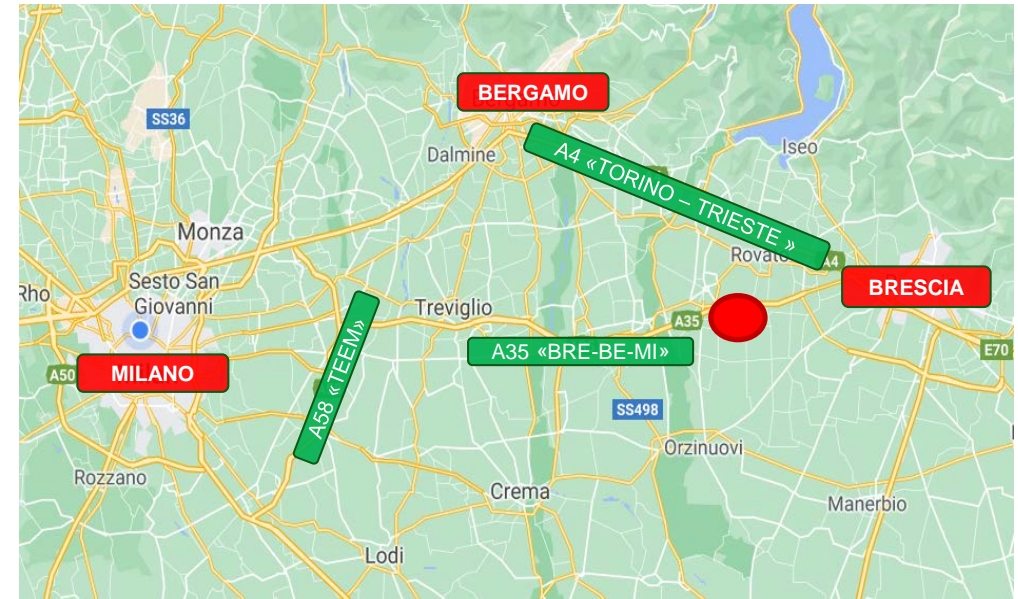 BERGAMO
SS36
Dalmine
Iseo
A4 «TORINO – TRIESTE »
Monza
Rovato
A4
Sesto San
Giovanni
Rho
BRESCIA
Treviglio
A35
A35 «BRE-BE-MI»
E70
A58 «TEEM»
A50
MILANO
SS498
Orzinuovi
Rozzano
Crema
Manerbio
Lodi